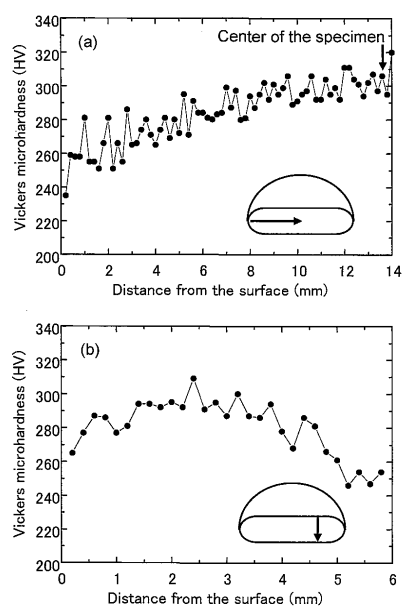 (a)
Center of the specimen
Vickers microhardness (HV)
340
320
300
280
260
240
220
200
0 2 4 6 8 10 12 14
Distance from the surface (mm)
(b)
Vickers microhardness (HV)
340
320
300
280
260
240
220
200
0 1 2 3 4 5 6
Distance from the surface (mm)